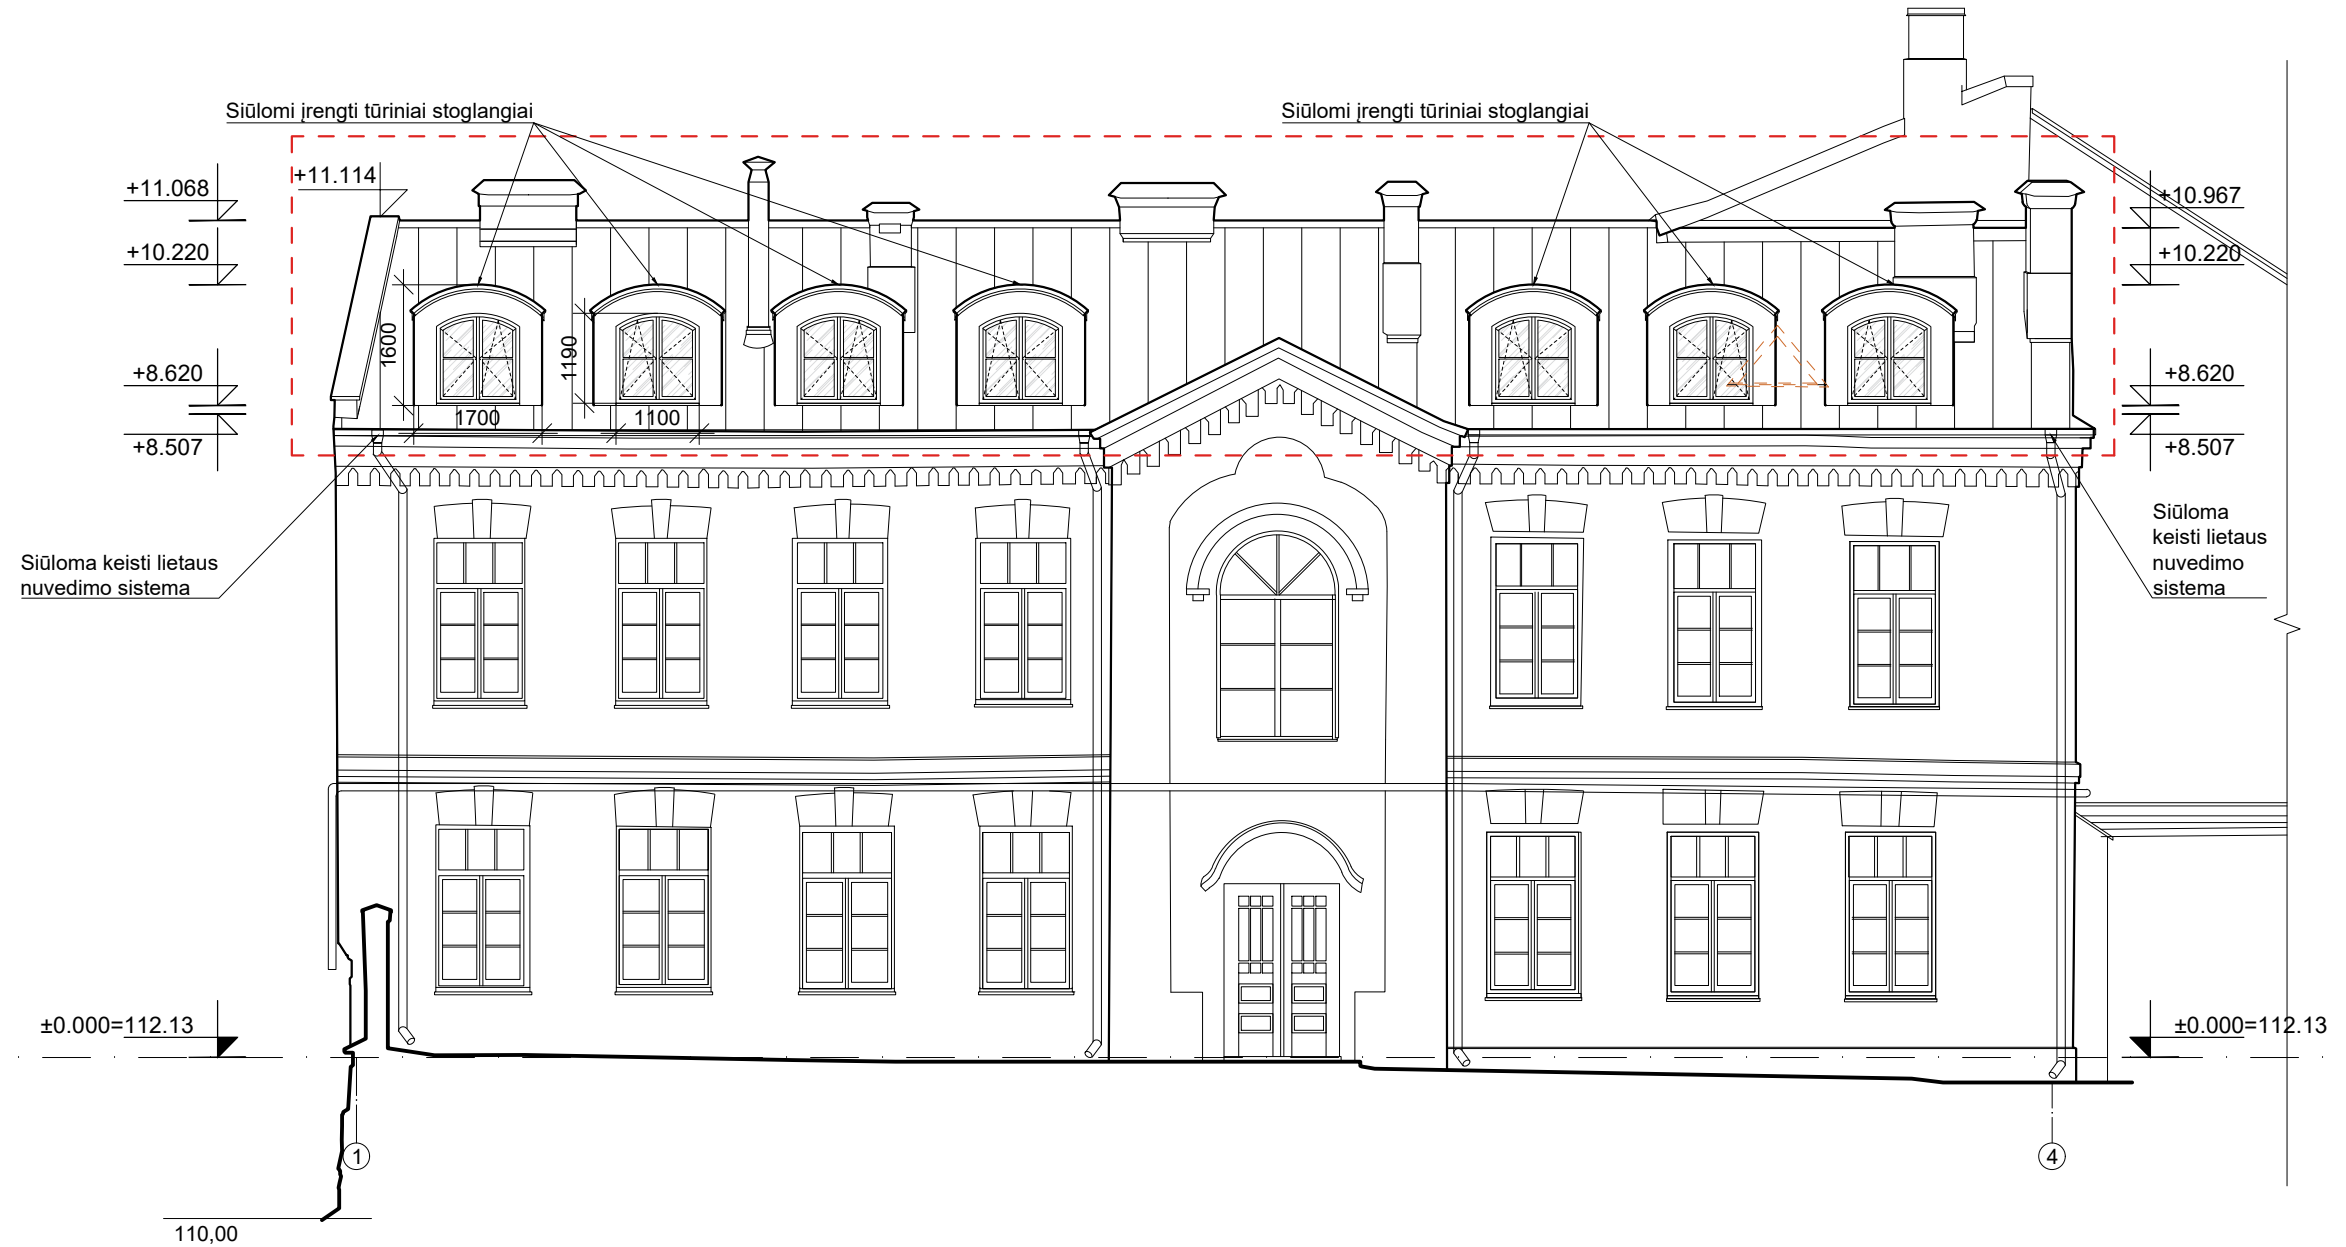 Siūlomi įrengti tūriniai stoglangiai
Siūlomi įrengti tūriniai stoglangiai
+11.068
+11.114
+10.967
+10.220
+10.220
1600
1190
+8.620
+8.620
1700
1100
+8.507
+8.507
Siūloma keisti lietaus
nuvedimo sistema
Siūloma
keisti lietaus
nuvedimo
sistema
±0.000=112.13
±0.000=112.13
1
4
110,00